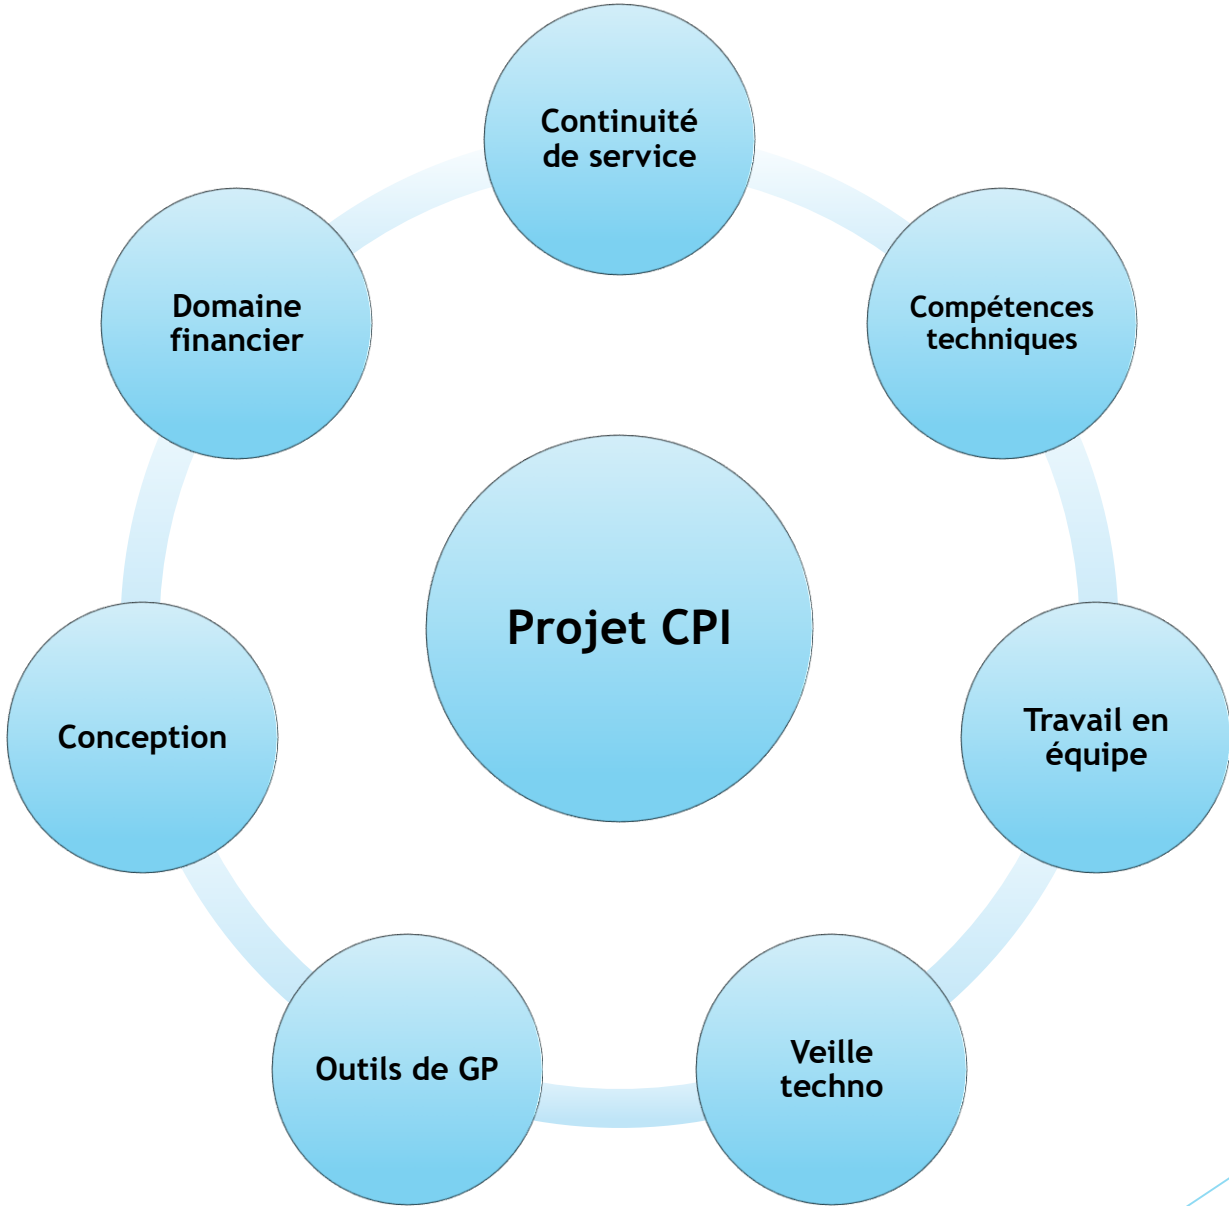 Continuité
de service
Compétences
techniques
Travail en
équipe
Veille
techno
Outils de GP
Conception
Domaine
financier
Projet CPI